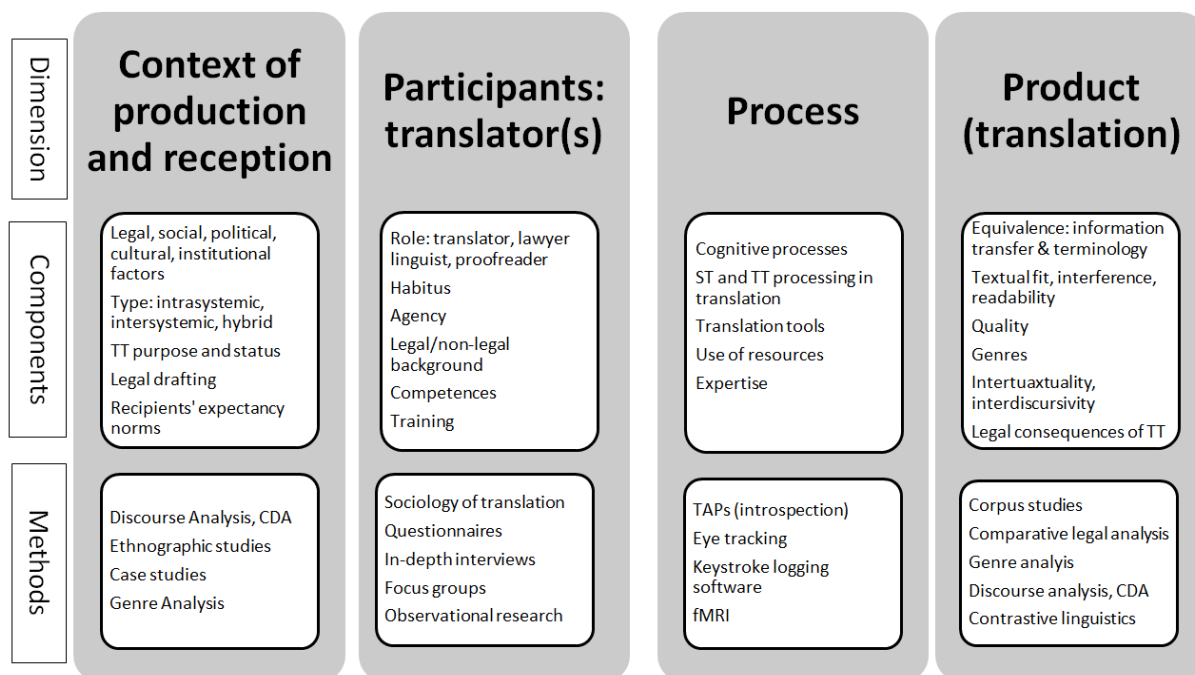 Dimension
Context of
production
and reception
Participants:
translator(s)
Process
Product
(translation)
Components
Legal, social, political,
cultural, institutional
factors
Type: intrasystemic,
intersystemic, hybrid
TT purpose and status
Legal drafting
Recipients' expectancy
norms
Role: translator, lawyer
linguist, proofreader
Habitus
Agency
Legal/non-legal
background
Competences
Training
Cognitive processes
ST and TT processing in
translation
Translation tools
Use of resources
Expertise
Equivalence: information
transfer & terminology
Textual fit, interference,
readability
Quality
Genres
Intertuaxtuality,
interdiscursivity
Legal consequences of TT
Methods
Discourse Analysis, CDA
Ethnographic studies
Case studies
Genre Analysis
Sociology of translation
Questionnaires
In-depth interviews
Focus groups
Observational research
TAPs (introspection)
Eye tracking
Keystroke logging
software
fMRI
Corpus studies
Comparative legal analysis
Genre analyis
Discourse analysis, CDA
Contrastive linguistics